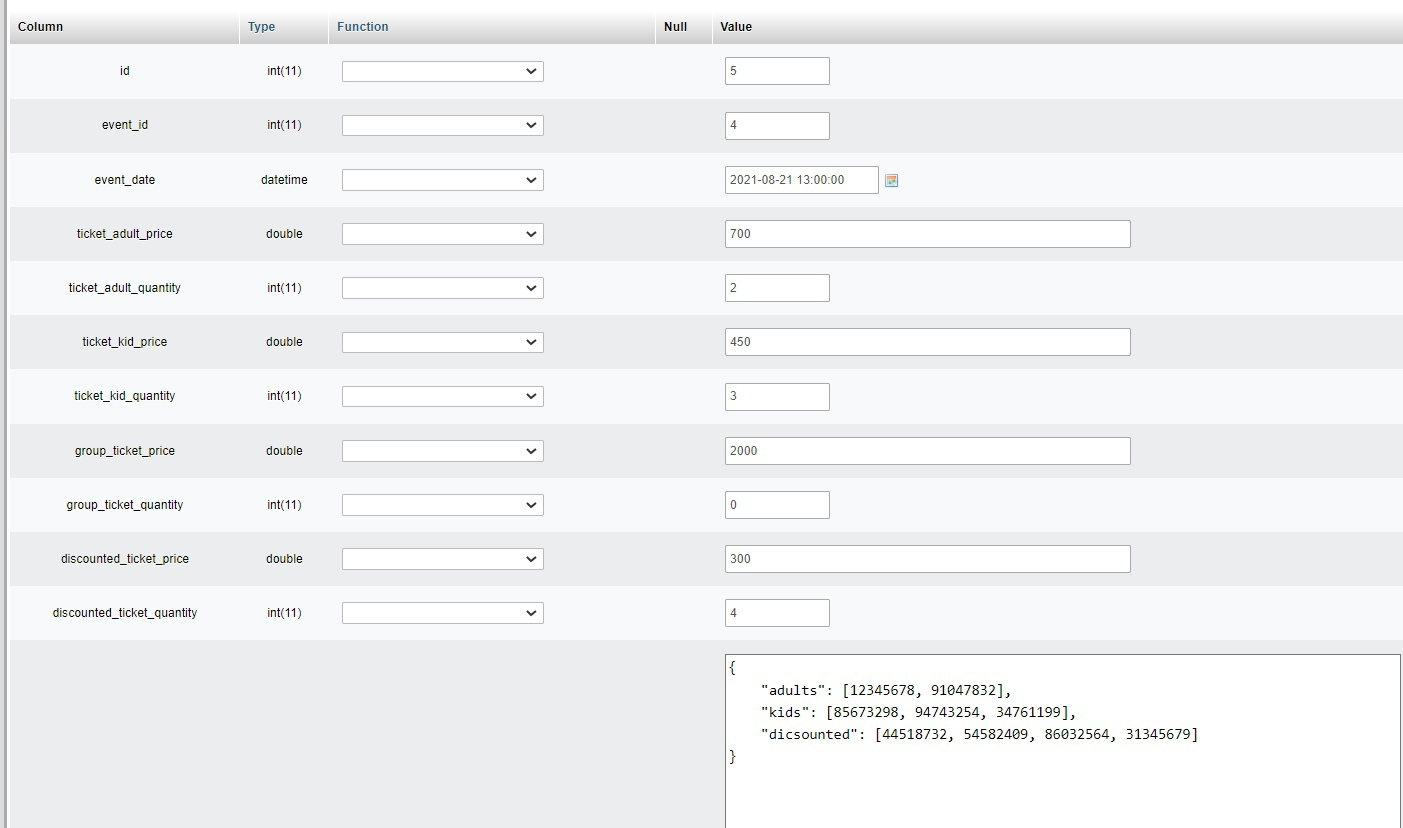 Column Type Function Null Value
id int(11) 5
event_id int(11) 4
event_date datetime 2021-08-21 13:00:00
ticket_adult_price double 700
ticket_adult_quantity int(11) 2
ticket_kid_price double 450
ticket_kid_quantity int(11) 3
group_ticket_price double 2000
group_ticket_quantity int(11) 0
discounted_ticket_price double 300
discounted_ticket_quantity int(11) 4
{
"adults": [12345678, 91047832],
"kids": [85673298, 94743254, 34761199],
"dicsounted": [44518732, 54582409, 86032564, 31345679]
}